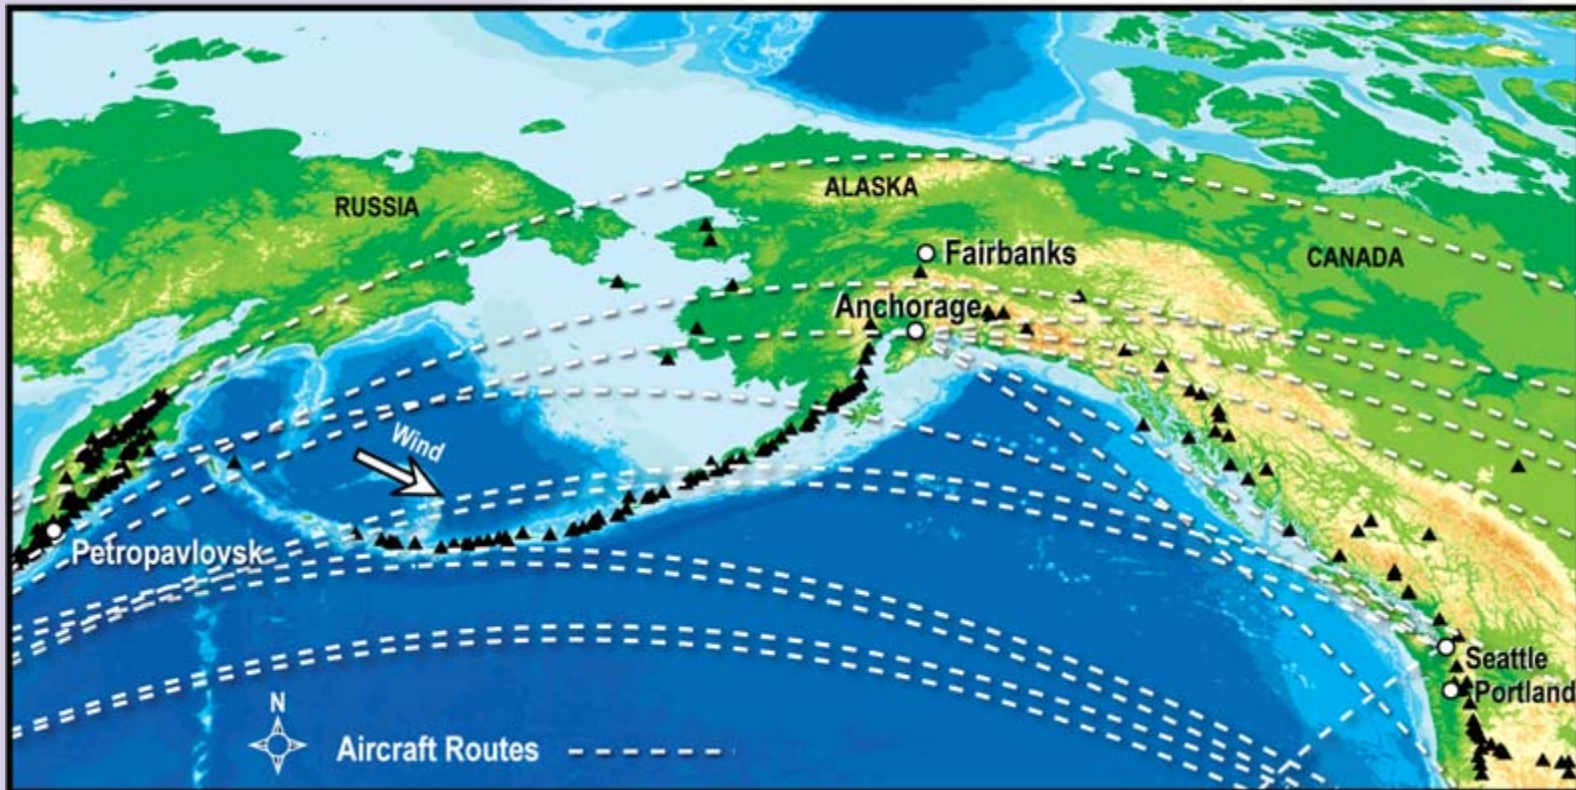 RUSSIA
ALASKA
Fairbanks
CANADA
Anchorage
Wind
Petropavlovsk
Seattle
Portland
N
Aircraft Routes